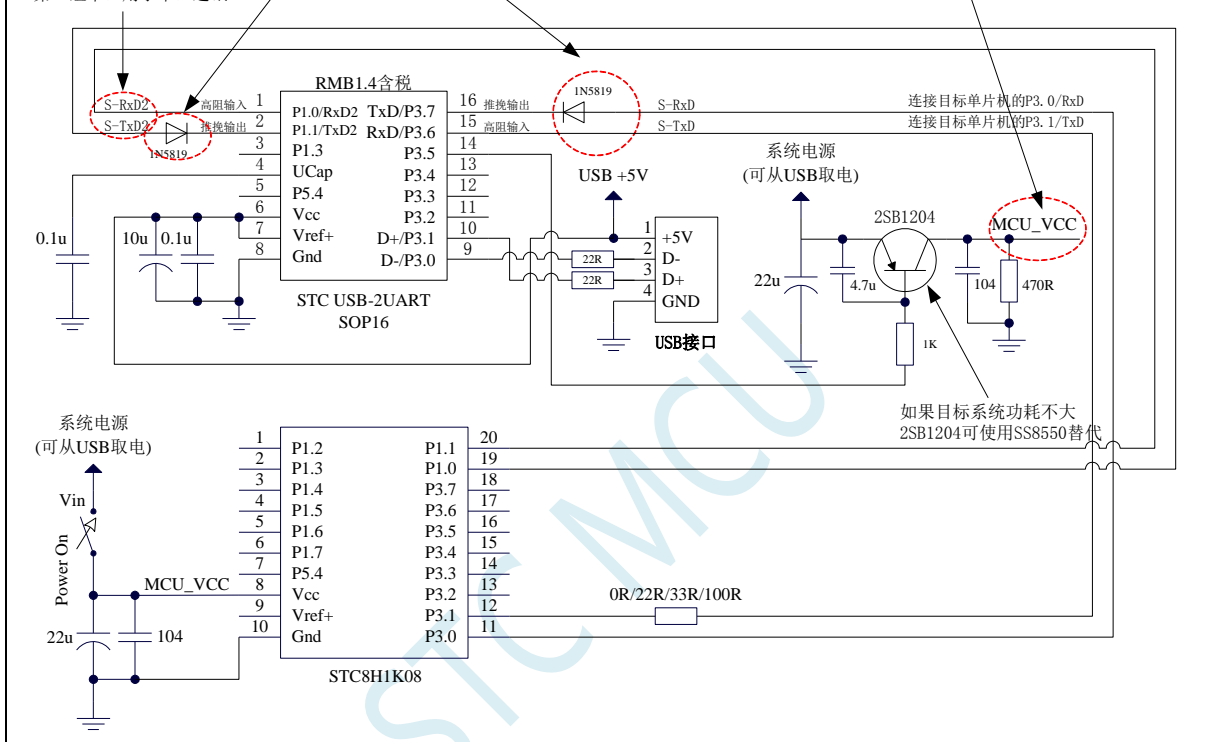 RMB1.4含税
S-RxD2
高阻输入
1
P1.0/RxD2
TxD/P3.7
16
推挽输出
1N5819
S-RxD
连接目标单片机的P3.0/RxD
S-TxD2
推挽输出
1N5819
2
P1.1/TxD2
RxD/P3.6
15
高阻输入
S-TxD
连接目标单片机的P3.1/TxD
3
P1.3
P3.5
14
4
UCap
P3.4
13
5
P5.4
P3.3
12
6
Vcc
P3.2
11
7
Vref+
D+/P3.1
10
8
Gnd
D-/P3.0
9
STC USB-2UART
SOP16
0.1u
10u
0.1u
USB +5V
1
+5V
2
D-
3
D+
4
GND
22R
22R
USB接口
系统电源
(可从USB取电)
2SB1204
MCU_VCC
22u
4.7u
104
470R
1K
如果目标系统功耗不大
2SB1204可使用SS8550替代
系统电源
(可从USB取电)
Vin
Power On
MCU_VCC
22u
104
1
P1.2
P1.1
20
2
P1.3
P1.0
19
3
P1.4
P3.7
18
4
P1.5
P3.6
17
5
P1.6
P3.5
16
6
P1.7
P3.4
15
7
P5.4
P3.3
14
8
Vcc
P3.2
13
9
Vref+
P3.1
12
10
Gnd
P3.0
11
0R/22R/33R/100R
STC8H1K08
STC MCU